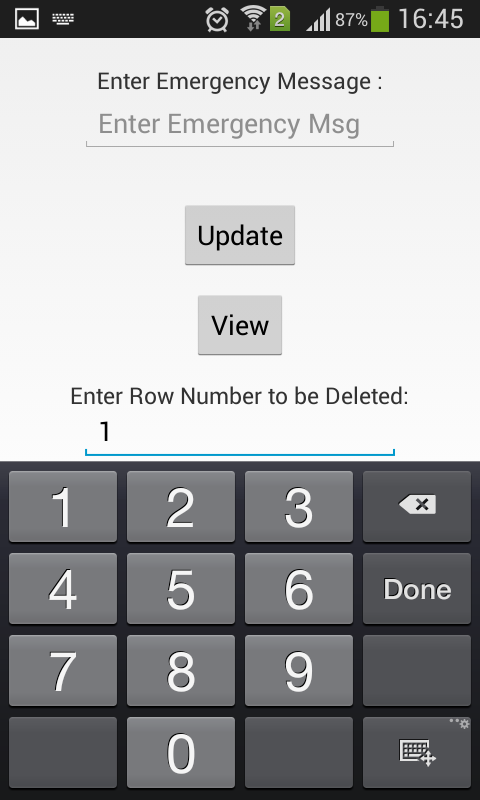 2 87% 16:45
Enter Emergency Message :
Enter Emergency Msg
Update
View
Enter Row Number to be Deleted:
1
1 2 3
4 5 6 Done
7 8 9
0